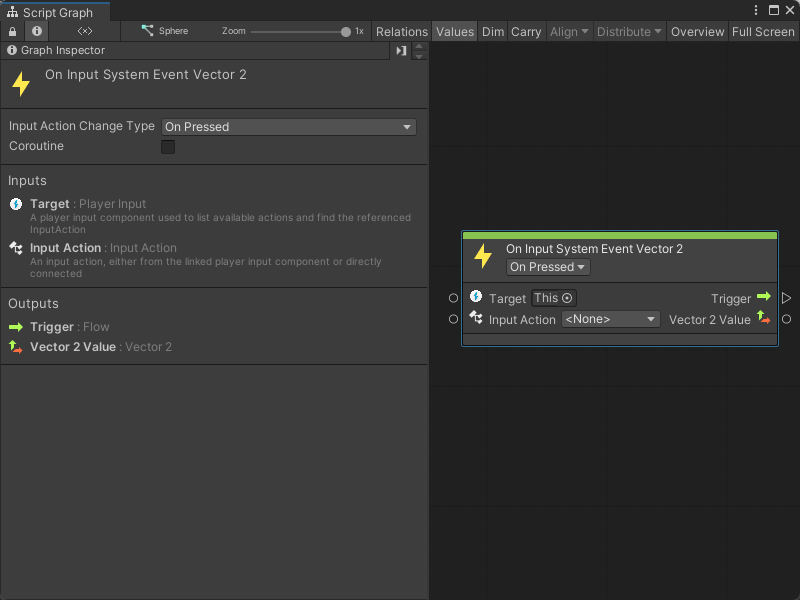 Script Graph
Sphere Zoom 1x Relations Values Dim Carry Align Distribute Overview Full Screen
Graph Inspector
On Input System Event Vector 2
Input Action Change Type On Pressed
Coroutine
Inputs
Target : Player Input
A player input component used to list available actions and find the referenced
InputAction
Input Action : Input Action
An input action, either from the linked player input component or directly
connected
Outputs
Trigger : Flow
Vector 2 Value : Vector 2
On Input System Event Vector 2
On Pressed
Target This Trigger
Input Action <None> Vector 2 Value